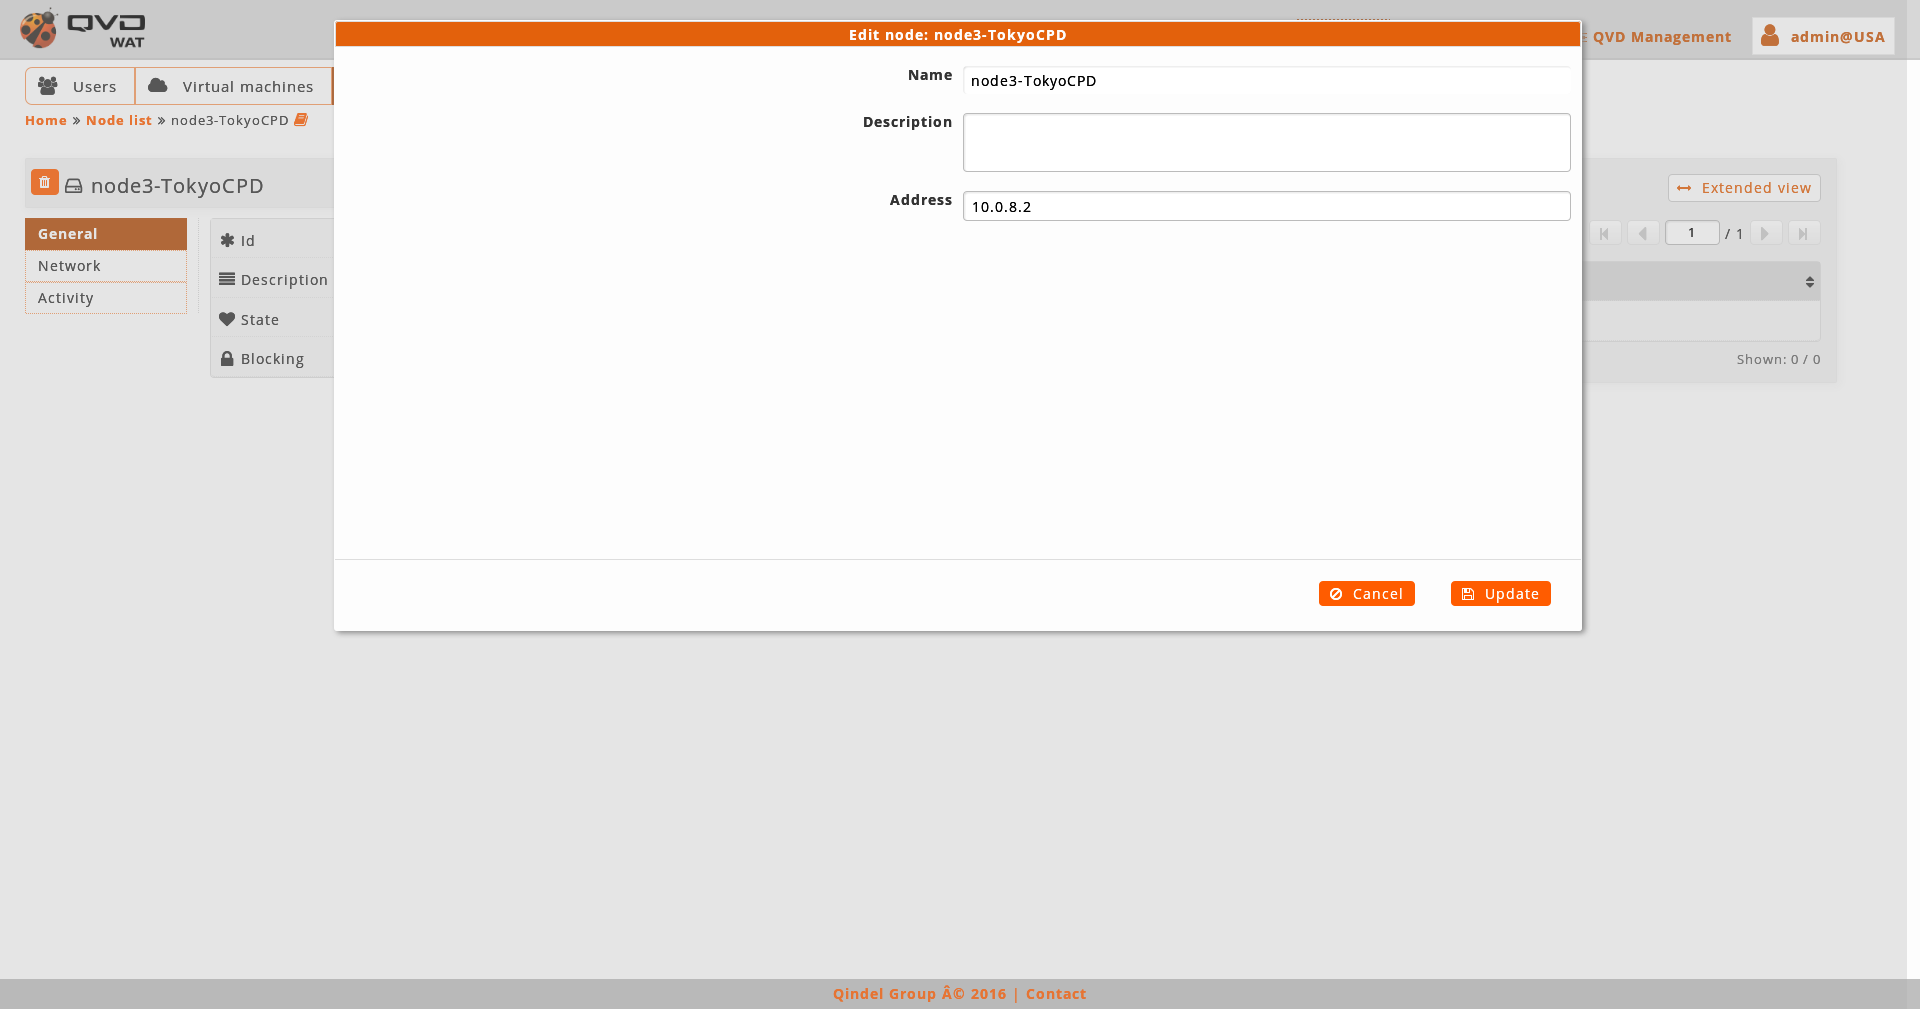 QVD
WAT
Edit node: node3-TokyoCPD
QVD Management
admin@USA
Users
Virtual machines
Name
node3-TokyoCPD
Home » Node list » node3-TokyoCPD
Description
node3-TokyoCPD
Address
10.0.8.2
Extended view
General
Network
Activity
Id
Description
State
Blocking
1
/ 1
Shown: 0 / 0
Cancel
Update
Qindel Group Â© 2016 | Contact